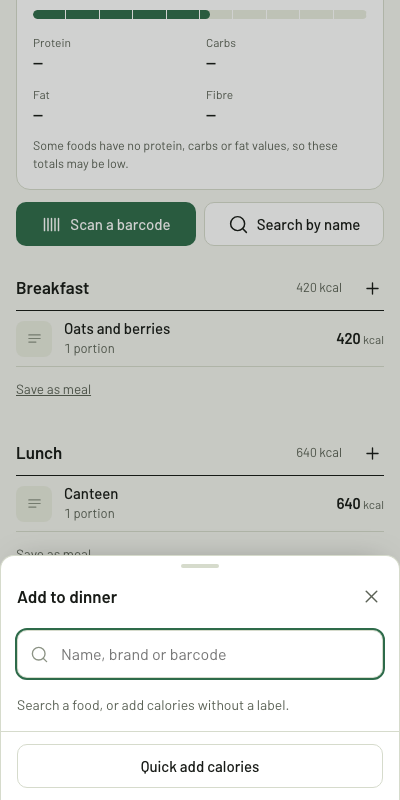 Protein
Carbs
–
–
Fat
Fibre
–
–
Some foods have no protein, carbs or fat values, so these
totals may be low.
Scan a barcode
Search by name
Breakfast
420 kcal
Oats and berries
1 portion
420 kcal
Save as meal
Lunch
640 kcal
Canteen
1 portion
640 kcal
Save as meal
Add to dinner
Name, brand or barcode
Search a food, or add calories without a label.
Quick add calories